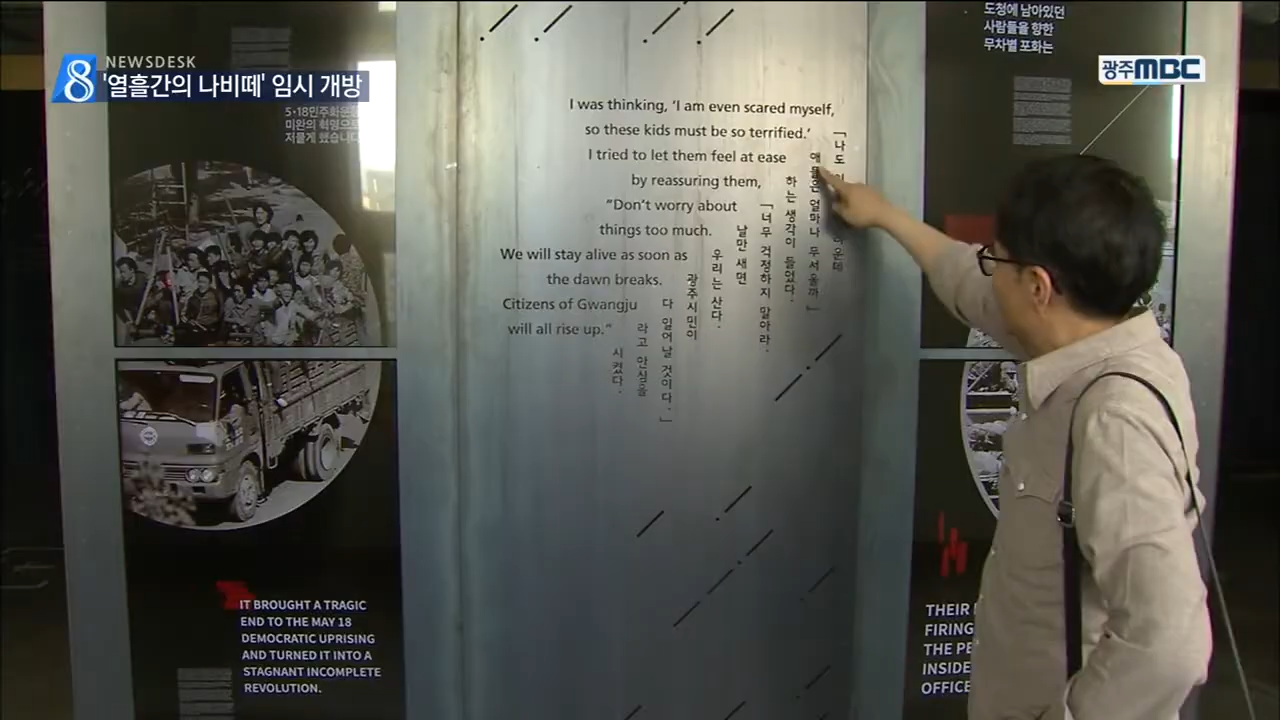 8 NEWSDESK
'열흘간의 나비떼' 임시 개방
광주MBC
5·18민주화운동
미완의 혁명으로
저물게 했습니다
도청에 남아있던
사람들을 향한
무차별 포화는
I was thinking, ‘I am even scared myself,
so these kids must be so terrified.’
I tried to let them feel at ease
by reassuring them,
“Don’t worry about
things too much.
We will stay alive as soon as
the dawn breaks.
Citizens of Gwangju
will all rise up.”
「나도
애들은 얼마나 무서울까」
하는 생각이 들었다.
「너무 걱정하지 말아라.
날만 새면
우리는 산다.
광주시민이
다 일어날 것이다.」
라고 안심을
시켰다.
IT BROUGHT A TRAGIC
END TO THE MAY 18
DEMOCRATIC UPRISING
AND TURNED IT INTO A
STAGNANT INCOMPLETE
REVOLUTION.
THEIR
FIRING
THE
INSIDE
OFFICE